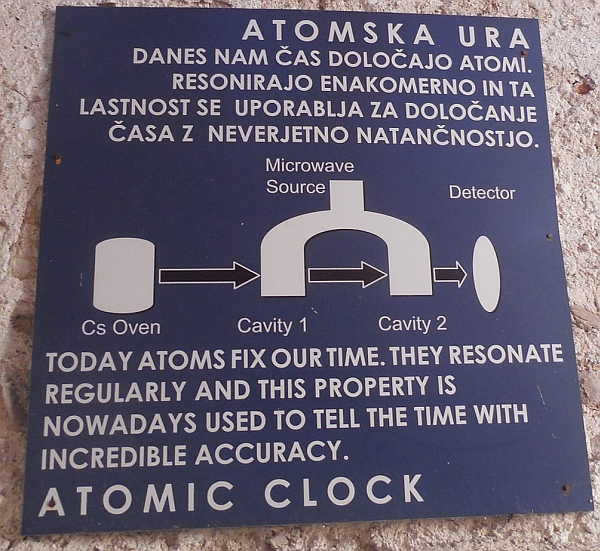 ATOMSKA URA
DANES NAM ČAS DOLOČAJO ATOMI.
RESONIRAJO ENAKOMERNO IN TA
LASTNOST SE UPORABLJA ZA DOLOČANJE
ČASA Z NEVERJETNO NATANČNOSTJO.
Microwave
Source
Detector
Cs Oven
Cavity 1
Cavity 2
TODAY ATOMS FIX OUR TIME. THEY RESONATE
REGULARLY AND THIS PROPERTY IS
NOWADAYS USED TO TELL THE TIME WITH
INCREDIBLE ACCURACY.
ATOMIC CLOCK